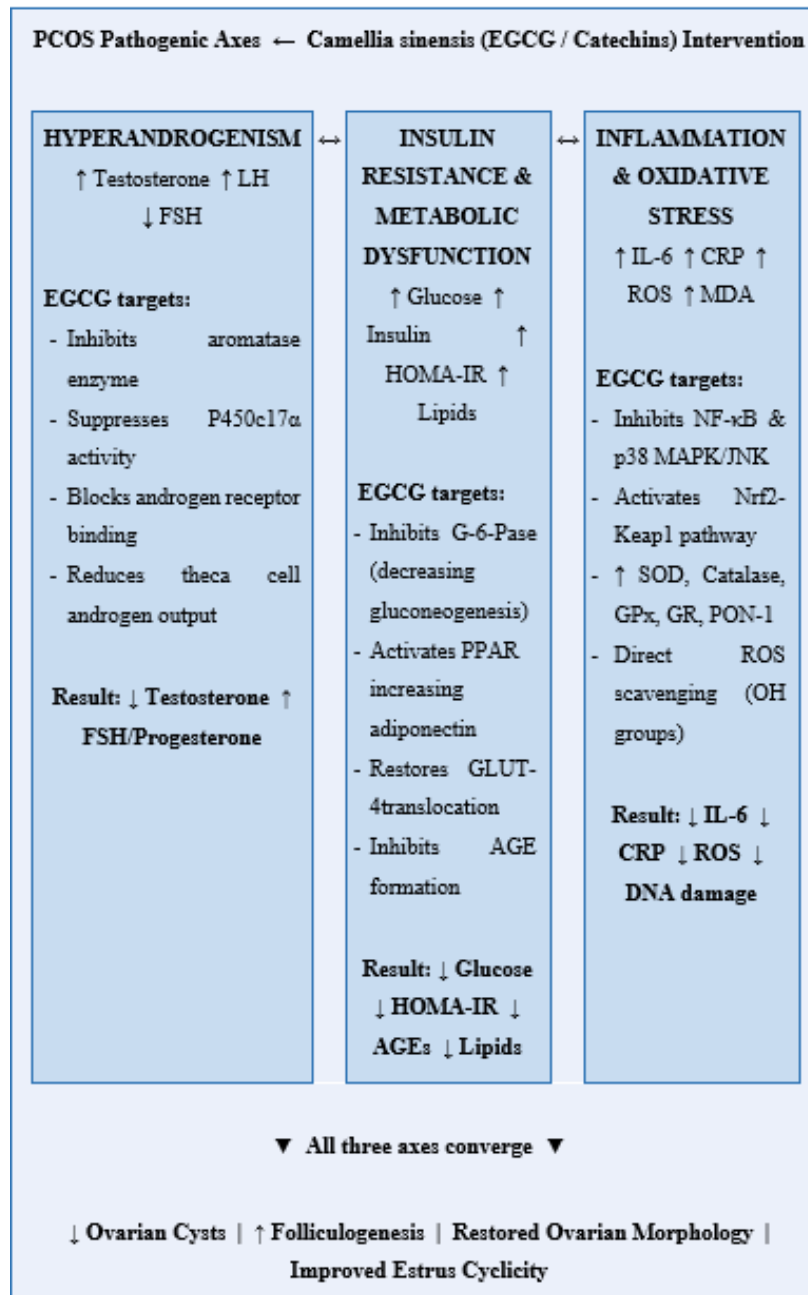 PCOS Pathogenic Axes ← Camellia sinensis (EGCG / Catechins) Intervention
HYPERANDROGENISM
↑ Testosterone ↑ LH
↓ FSH
EGCG targets:
- Inhibits aromatase
enzyme
- Suppresses P450c17α
activity
- Blocks androgen receptor
binding
- Reduces theca cell
androgen output
Result: ↓ Testosterone ↑
FSH/Progesterone
↔
INSULIN
RESISTANCE &
METABOLIC
DYSFUNCTION
↑ Glucose ↑
Insulin ↑
HOMA-IR ↑
Lipids
EGCG targets:
- Inhibits G-6-Pase
(decreasing
gluconeogenesis)
- Activates PPAR
increasing
adiponectin
- Restores GLUT-
4translocation
- Inhibits AGE
formation
Result: ↓ Glucose
↓ HOMA-IR ↓
AGEs ↓ Lipids
↔
INFLAMMATION
& OXIDATIVE
STRESS
↑ IL-6 ↑ CRP ↑
ROS ↑ MDA
EGCG targets:
- Inhibits NF-κB &
p38 MAPK/JNK
- Activates Nrf2-
Keap1 pathway
- ↑ SOD, Catalase,
GPx, GR, PON-1
- Direct ROS
scavenging (OH
groups)
Result: ↓ IL-6 ↓
CRP ↓ ROS ↓
DNA damage
▼ All three axes converge ▼
↓ Ovarian Cysts | ↑ Folliculogenesis | Restored Ovarian Morphology |
Improved Estrus Cyclicity